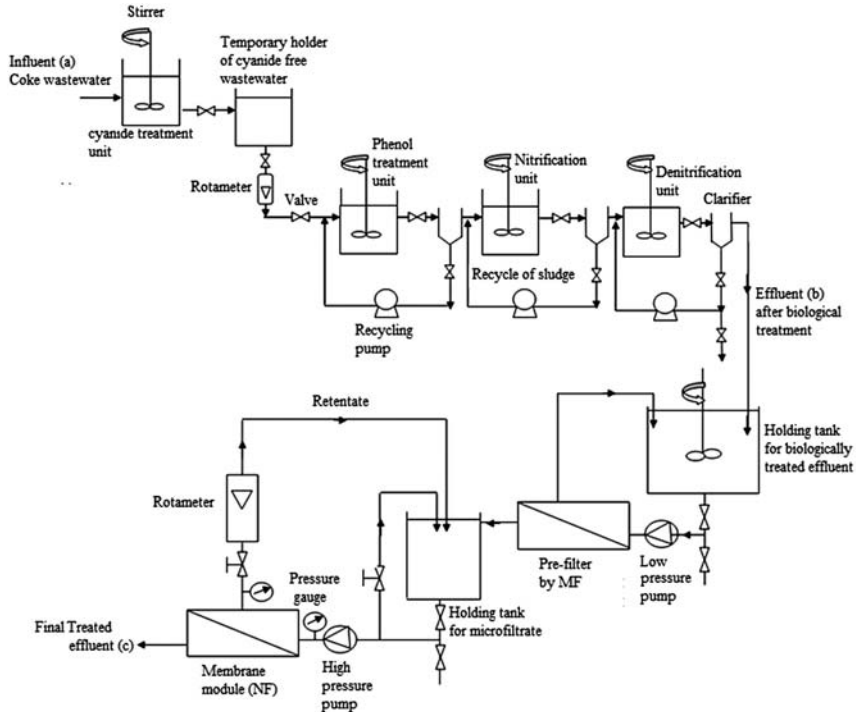 Stirrer
Influent (a)
Coke wastewater
cyanide treatment
unit
Temporary holder
of cyanide free
wastewater
Rotameter
Valve
Phenol
treatment
unit
Nitrification
unit
Denitrification
unit
Clarifier
Recycle of sludge
Recycling
pump
Effluent (b)
after biological
treatment
Retentate
Holding tank
for biologically
treated effluent
Rotameter
Pre-filter
by MF
Low
pressure
pump
Pressure
gauge
Holding tank
for microfiltrate
Final Treated
effluent (c)
Membrane
module (NF)
High
pressure
pump